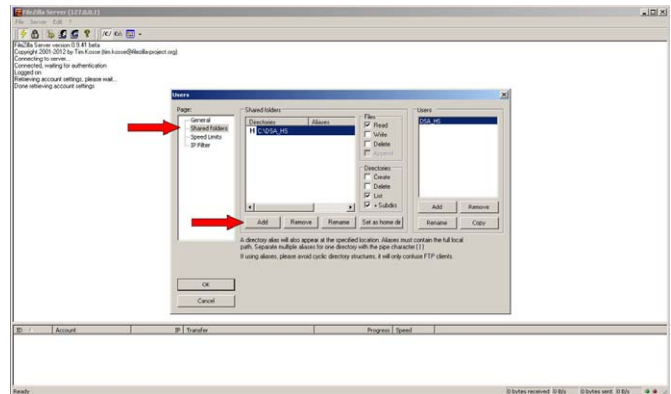 FileZilla Server (127.0.0.1)
File Server Edit ?
/C/ C:\
FileZilla Server version 0.9.41 beta
Copyright 2001-2012 by Tim Kosse (tim.kosse@filezilla-project.org)
Connecting to server...
Connected, waiting for authentication
Logged on
Retrieving account settings, please wait...
Done retrieving account settings
Users
Page:
General
Shared folders
Speed Limits
IP Filter
Shared folders
Directories Aliases
H C:\DSA_HS
Files
Read
Write
Delete
Append
Directories
Create
Delete
List
+ Subdirs
Add Remove Rename Set as home dir
Users
DSA_HS
Add Remove
Rename Copy
A directory alias will also appear at the specified location. Aliases must contain the full local
path. Separate multiple aliases for one directory with the pipe character ( | )
If using aliases, please avoid cyclic directory structures, it will only confuse FTP clients.
OK
Cancel
ID Account IP Transfer Progress Speed
Ready 0 bytes received 0 B/s 0 bytes sent 0 B/s